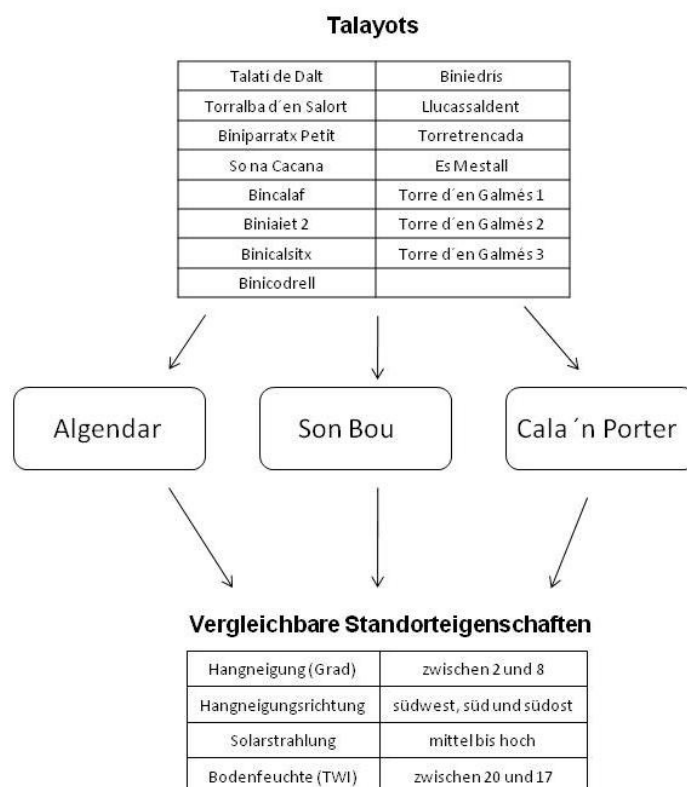 Talayots
Talatí de Dalt Biniedrís
Torralba d´en Salort Llucassaldent
Biniparratx Petit Torretrencada
So na Cacana Es Mestall
Bincalaf Torre d´en Galmés 1
Biniaiet 2 Torre d´en Galmés 2
Binicalsitx Torre d´en Galmés 3
Binicodrell
Algendar Son Bou Cala ´n Porter
Vergleichbare Standorteigenschaften
Hangneigung (Grad) zwischen 2 und 8
Hangneigungsrichtung südwest, süd und südost
Solarstrahlung mittel bis hoch
Bodenfeuchte (TWI) zwischen 20 und 17